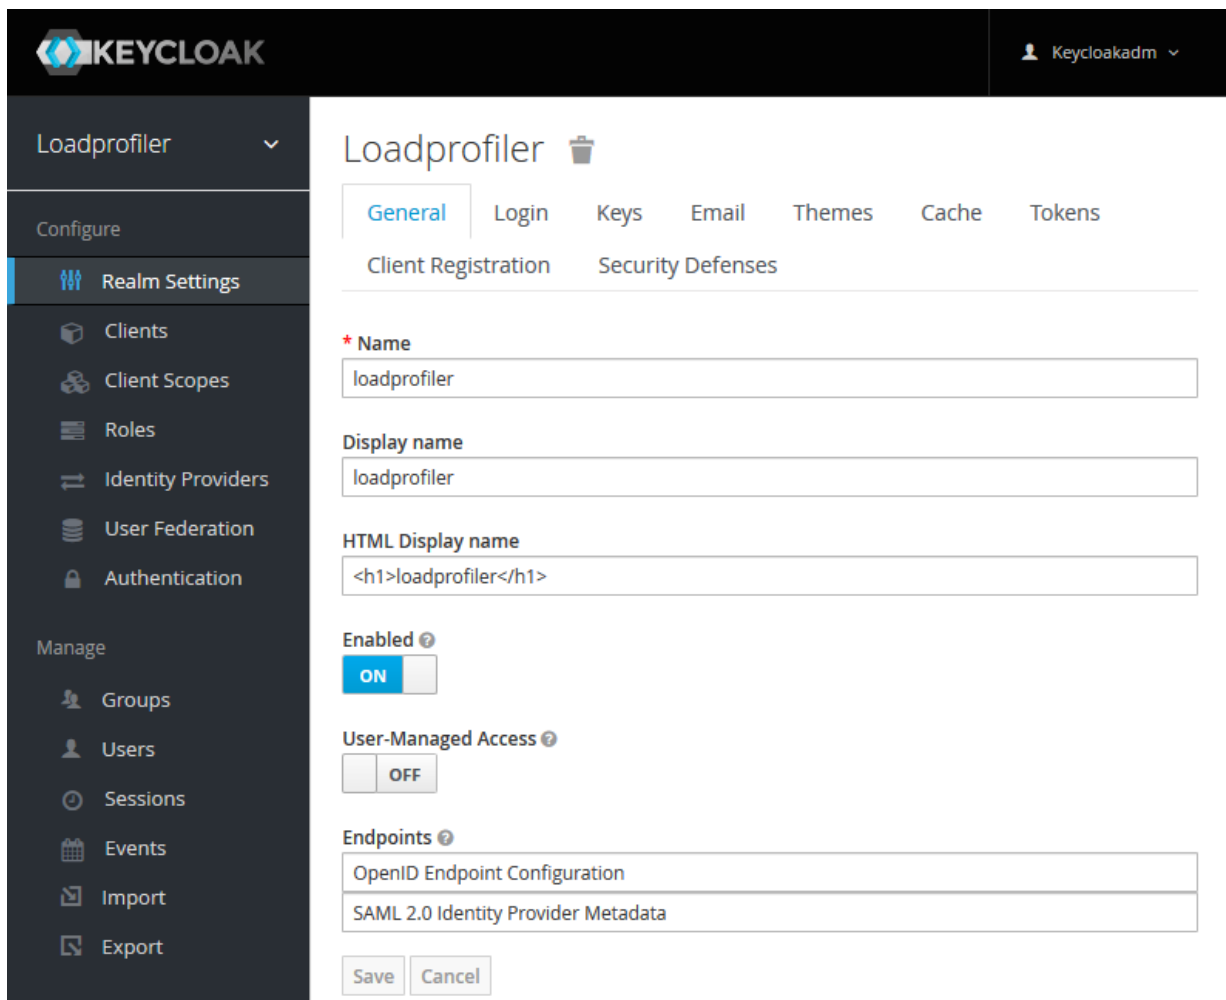 KEYCLOAK
Keycloakadm
Loadprofiler
Configure
Realm Settings
Clients
Client Scopes
Roles
Identity Providers
User Federation
Authentication
Manage
Groups
Users
Sessions
Events
Import
Export
Loadprofiler
General Login Keys Email Themes Cache Tokens
Client Registration Security Defenses
* Name
loadprofiler
Display name
loadprofiler
HTML Display name
<h1>loadprofiler</h1>
Enabled ?
ON
User-Managed Access ?
OFF
Endpoints ?
OpenID Endpoint Configuration
SAML 2.0 Identity Provider Metadata
Save Cancel